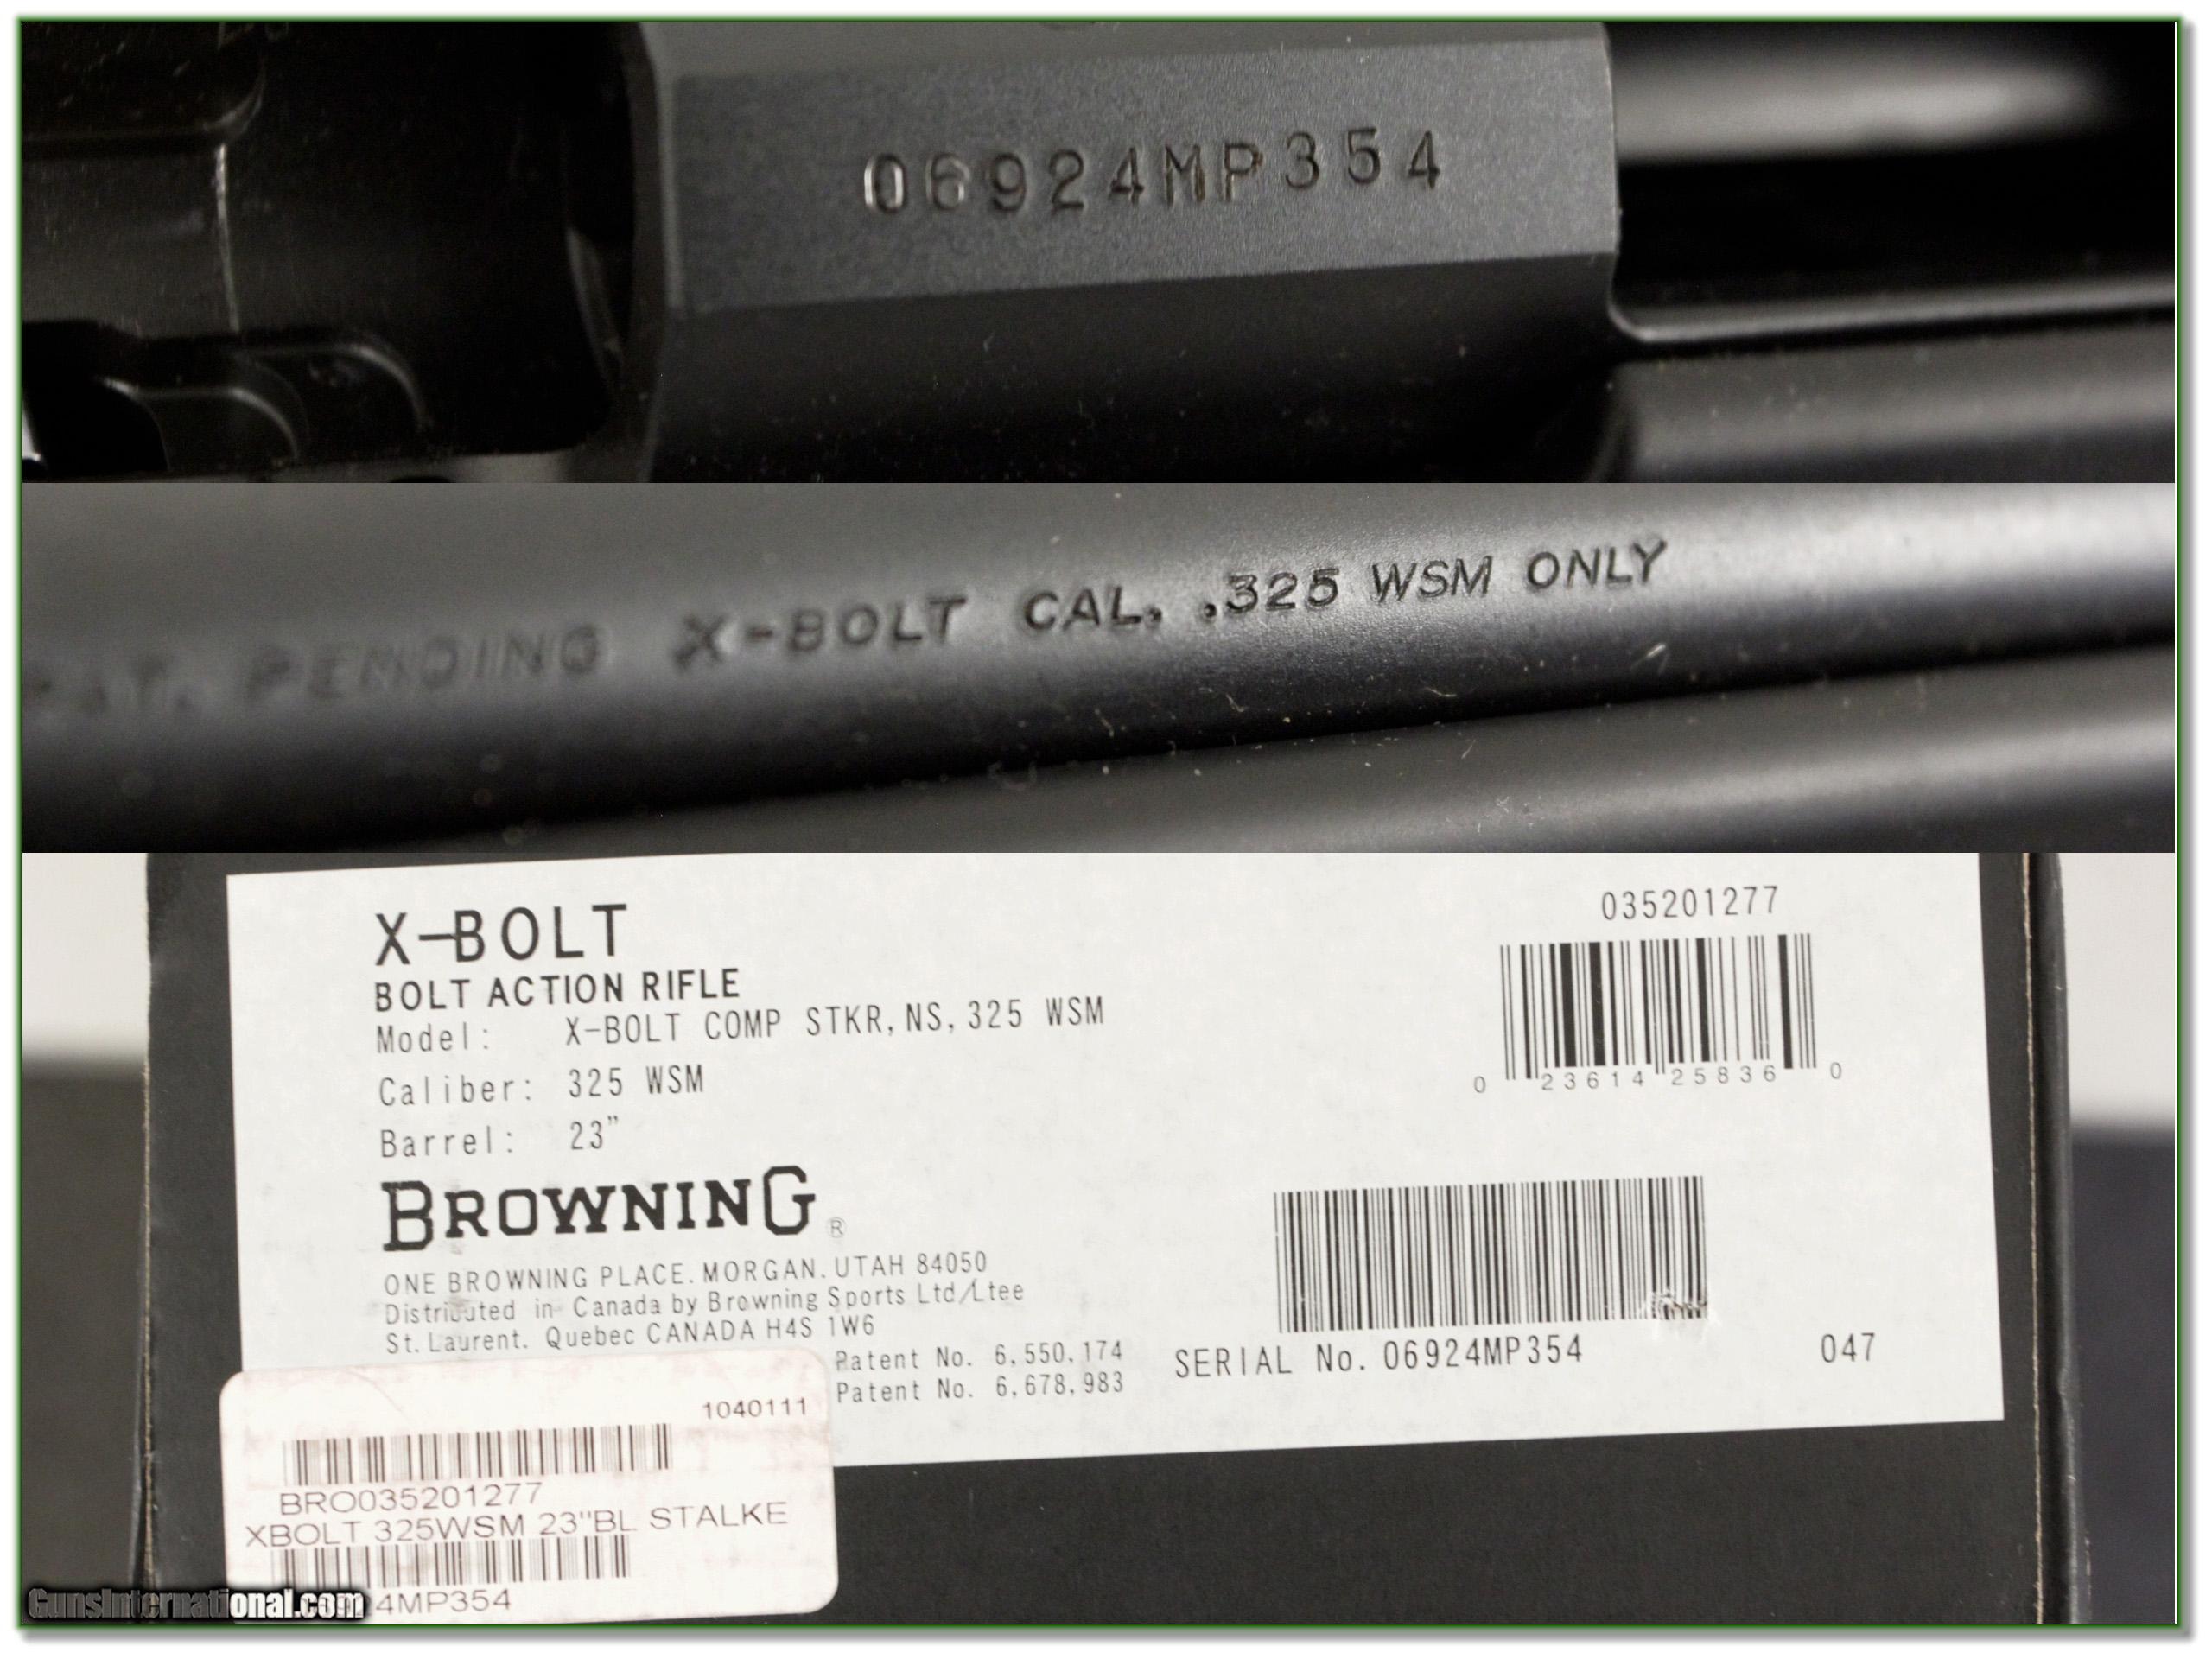 06924MP354
PAT. PENDING X-BOLT CAL. .325 WSM ONLY
X-BOLT
BOLT ACTION RIFLE
Model: X-BOLT COMP STKR,NS,325 WSM
Caliber: 325 WSM
Barrel: 23"
BROWNING®
ONE BROWNING PLACE. MORGAN. UTAH 84050
Distributed in Canada by Browning Sports Ltd/Ltee
St. Laurent. Quebec CANADA H4S 1W6
Patent No. 6,550,174
Patent No. 6,678,983
035201277
0 23614 25836 0
SERIAL No. 06924MP354 047
1040111
BRO035201277
XBOLT 325WSM 23"BL STALKE
4MP354
GunsInternational.com